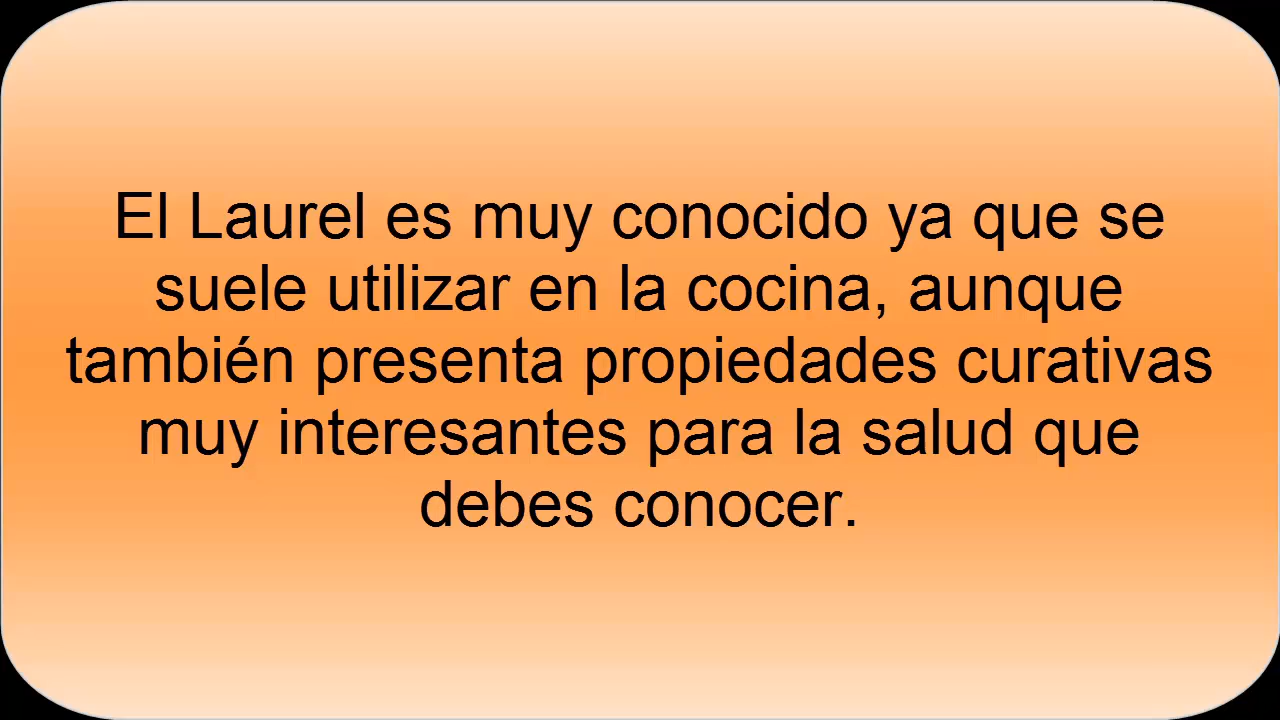 El Laurel es muy conocido ya que se
suele utilizar en la cocina, aunque
también presenta propiedades curativas
muy interesantes para la salud que
debes conocer.